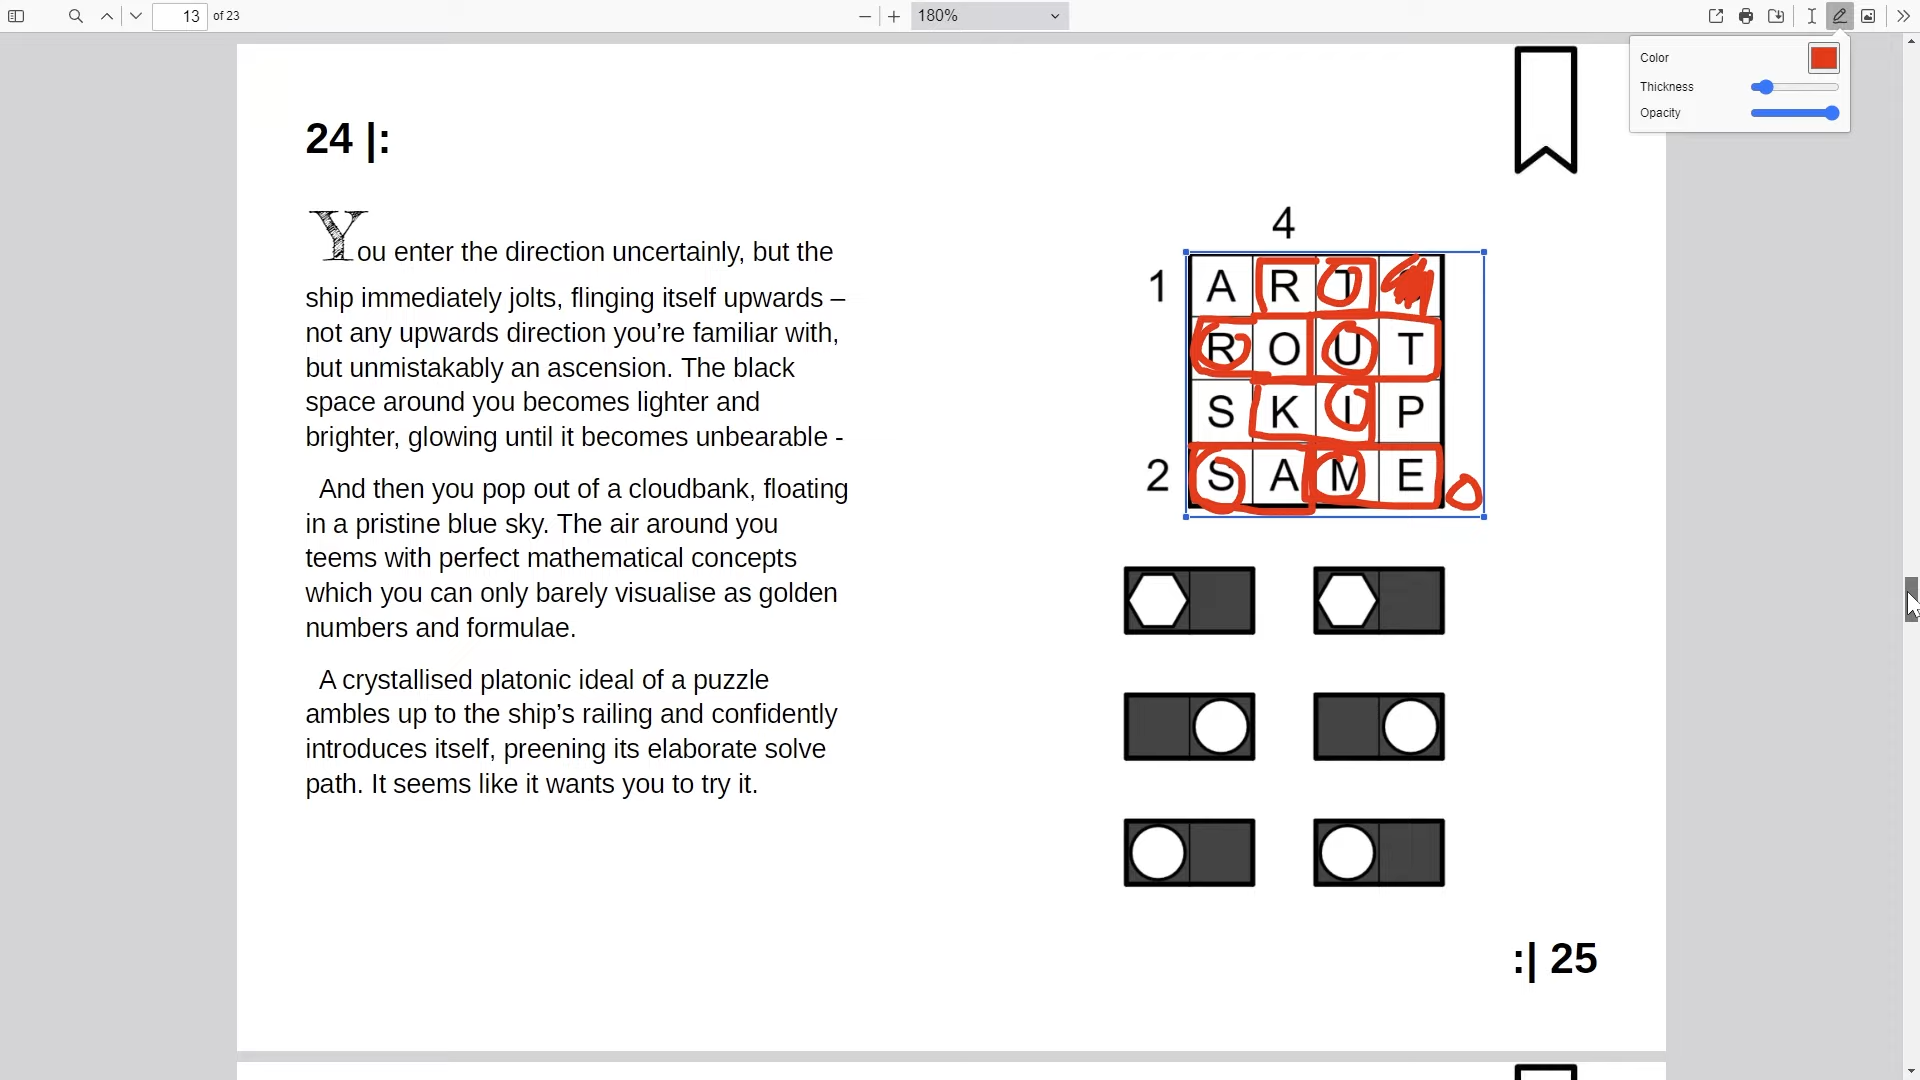 13 of 23
180%
Color
Thickness
Opacity
24 |:
You enter the direction uncertainly, but the
ship immediately jolts, flinging itself upwards –
not any upwards direction you’re familiar with,
but unmistakably an ascension. The black
space around you becomes lighter and
brighter, glowing until it becomes unbearable -
And then you pop out of a cloudbank, floating
in a pristine blue sky. The air around you
teems with perfect mathematical concepts
which you can only barely visualise as golden
numbers and formulae.
A crystallised platonic ideal of a puzzle
ambles up to the ship’s railing and confidently
introduces itself, preening its elaborate solve
path. It seems like it wants you to try it.
4
1 A R T
R O U T
S K I P
2 S A M E
:| 25